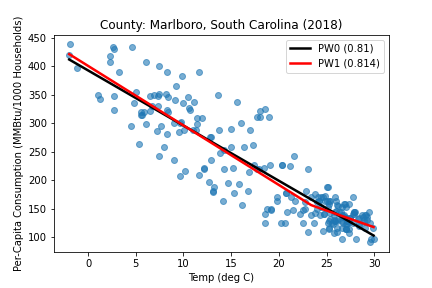 County: Marlboro, South Carolina (2018)
PW0 (0.81)
PW1 (0.814)
Per-Capita Consumption (MMBtu/1000 Households)
450
400
350
300
250
200
150
100
0 5 10 15 20 25 30
Temp (deg C)